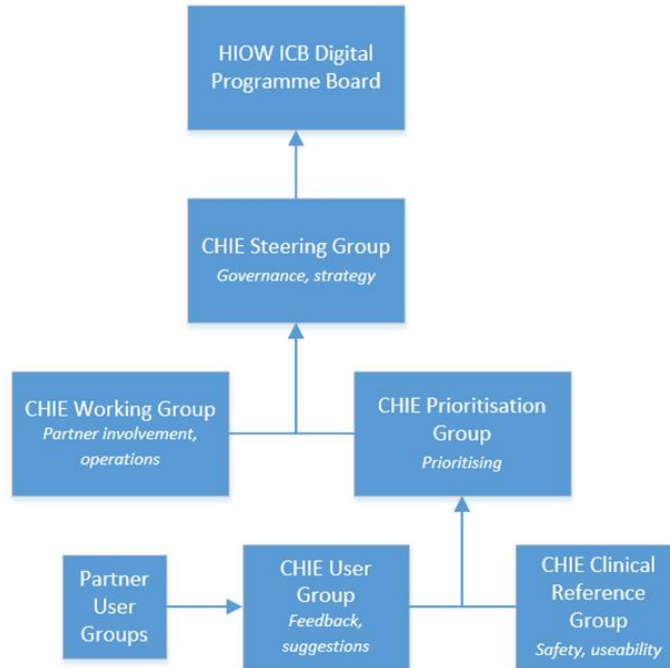 HIOW ICB Digital
Programme Board
CHIE Steering Group
Governance, strategy
CHIE Working Group
Partner involvement,
operations
CHIE Prioritisation
Group
Prioritising
Partner
User
Groups
CHIE User
Group
Feedback,
suggestions
CHIE Clinical
Reference
Group
Safety, useability